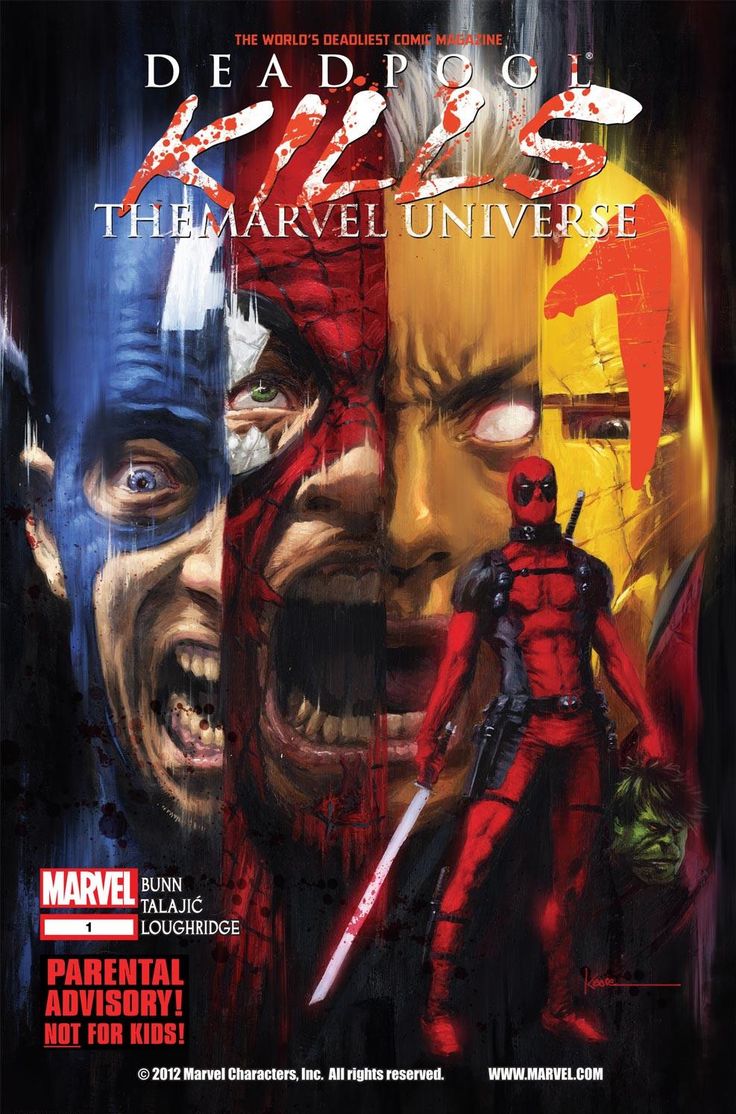 THE WORLD'S DEADLIEST COMIC MAGAZINE
DEADPOOL®
KILLS
THE MARVEL UNIVERSE
1
MARVEL
1
BUNN
TALAJIĆ
LOUGHRIDGE
PARENTAL
ADVISORY!
NOT FOR KIDS!
Kaare
© 2012 Marvel Characters, Inc. All rights reserved. WWW.MARVEL.COM